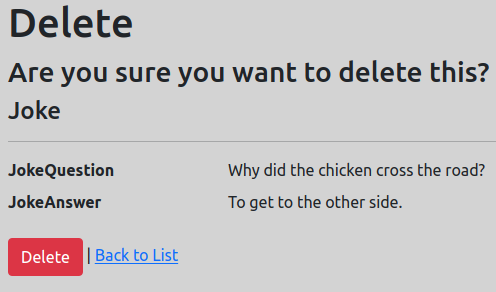 Delete
Are you sure you want to delete this?
Joke
JokeQuestion Why did the chicken cross the road?
JokeAnswer To get to the other side.
Delete | Back to List